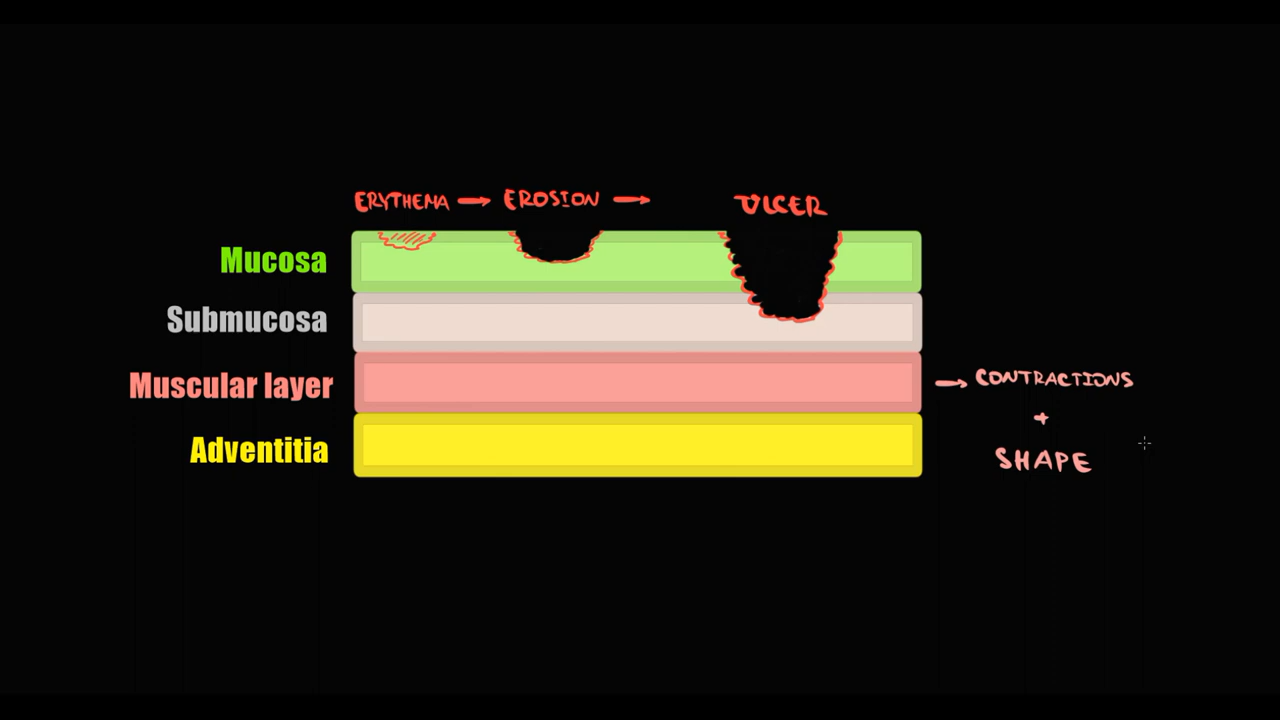 ERYTHEMA → EROSION → ULCER
Mucosa
Submucosa
Muscular layer → CONTRACTIONS
+
SHAPE
Adventitia